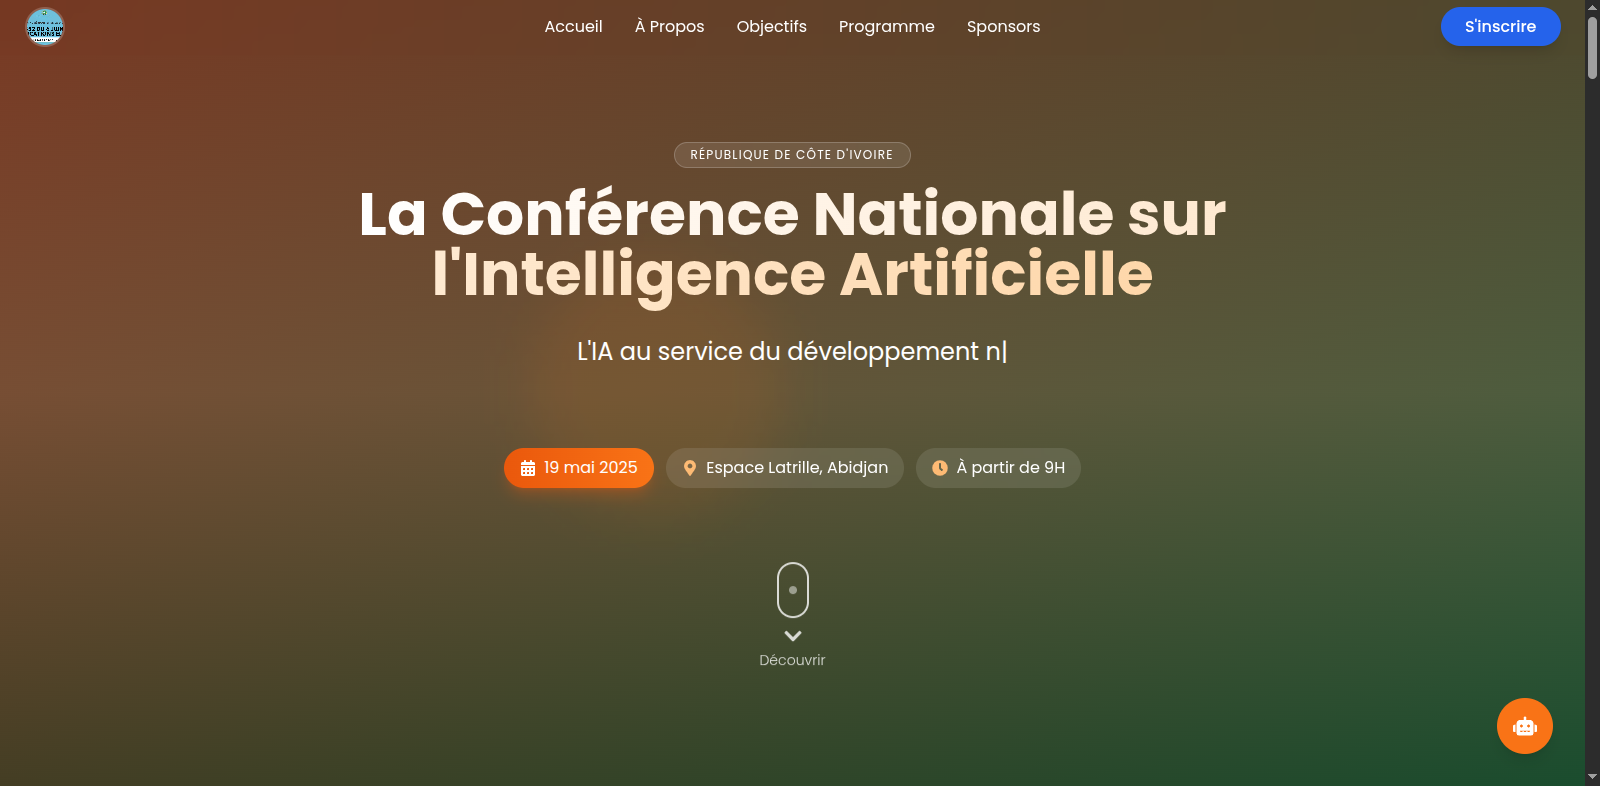 Accueil
À Propos
Objectifs
Programme
Sponsors
S'inscrire
RÉPUBLIQUE DE CÔTE D'IVOIRE
La Conférence Nationale sur
l'Intelligence Artificielle
L'IA au service du développement n|
19 mai 2025
Espace Latrille, Abidjan
À partir de 9H
Découvrir